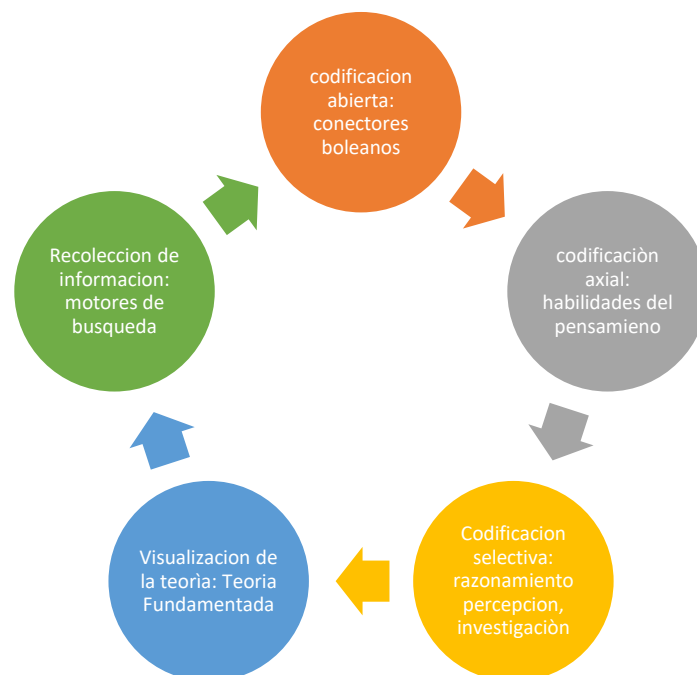 codificacion
abierta:
conectores
boleanos
codificaciòn
axial:
habilidades del
pensamieno
Codificacion
selectiva:
razonamiento
percepcion,
investigaciòn
Visualizacion de
la teorìa: Teoria
Fundamentada
Recoleccion de
informacion:
motores de
busqueda